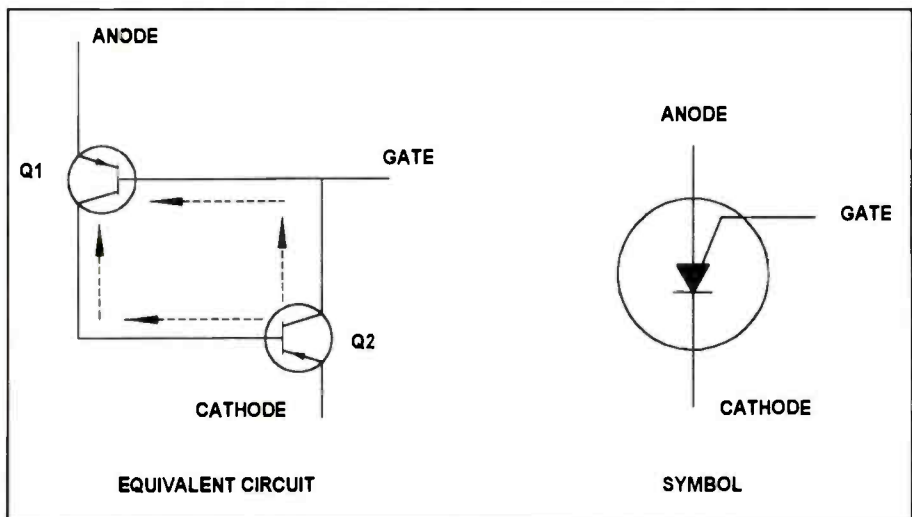 ANODE
Q1
GATE
Q2
CATHODE
EQUIVALENT CIRCUIT
ANODE
GATE
CATHODE
SYMBOL